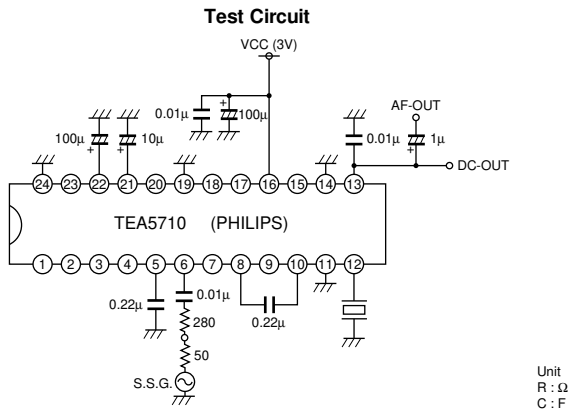 Test Circuit
VCC (3V)
AF-OUT
0.01μ
+
100μ
0.01μ
+
1μ
100μ
+
10μ
+
DC-OUT
24 23 22 21 20 19 18 17 16 15 14 13
TEA5710 (PHILIPS)
1 2 3 4 5 6 7 8 9 10 11 12
0.22μ
0.01μ
280
0.22μ
50
S.S.G.
Unit
R : Ω
C : F